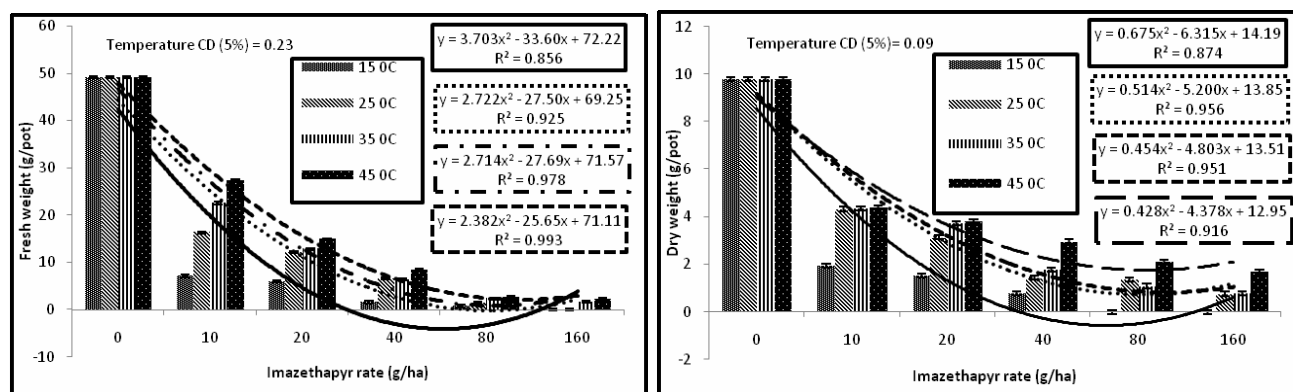 Temperature CD (5%) = 0.23
y = 3.703x² - 33.60x + 72.22
R² = 0.856
y = 2.722x² - 27.50x + 69.25
R² = 0.925
y = 2.714x² - 27.69x + 71.57
R² = 0.978
y = 2.382x² - 25.65x + 71.11
R² = 0.993
15 0C
25 0C
35 0C
45 0C
Fresh weight (g/pot)
60
50
40
30
20
10
0
-10
0 10 20 40 80 160
Imazethapyr rate (g/ha)
Temperature CD (5%) = 0.09
y = 0.675x² - 6.315x + 14.19
R² = 0.874
y = 0.514x² - 5.200x + 13.85
R² = 0.956
y = 0.454x² - 4.803x + 13.51
R² = 0.951
y = 0.428x² - 4.378x + 12.95
R² = 0.916
15 0C
25 0C
35 0C
45 0C
Dry weight (g/pot)
12
10
8
6
4
2
0
-2
0 10 20 40 80 160
Imazethapyr rate (g/ha)